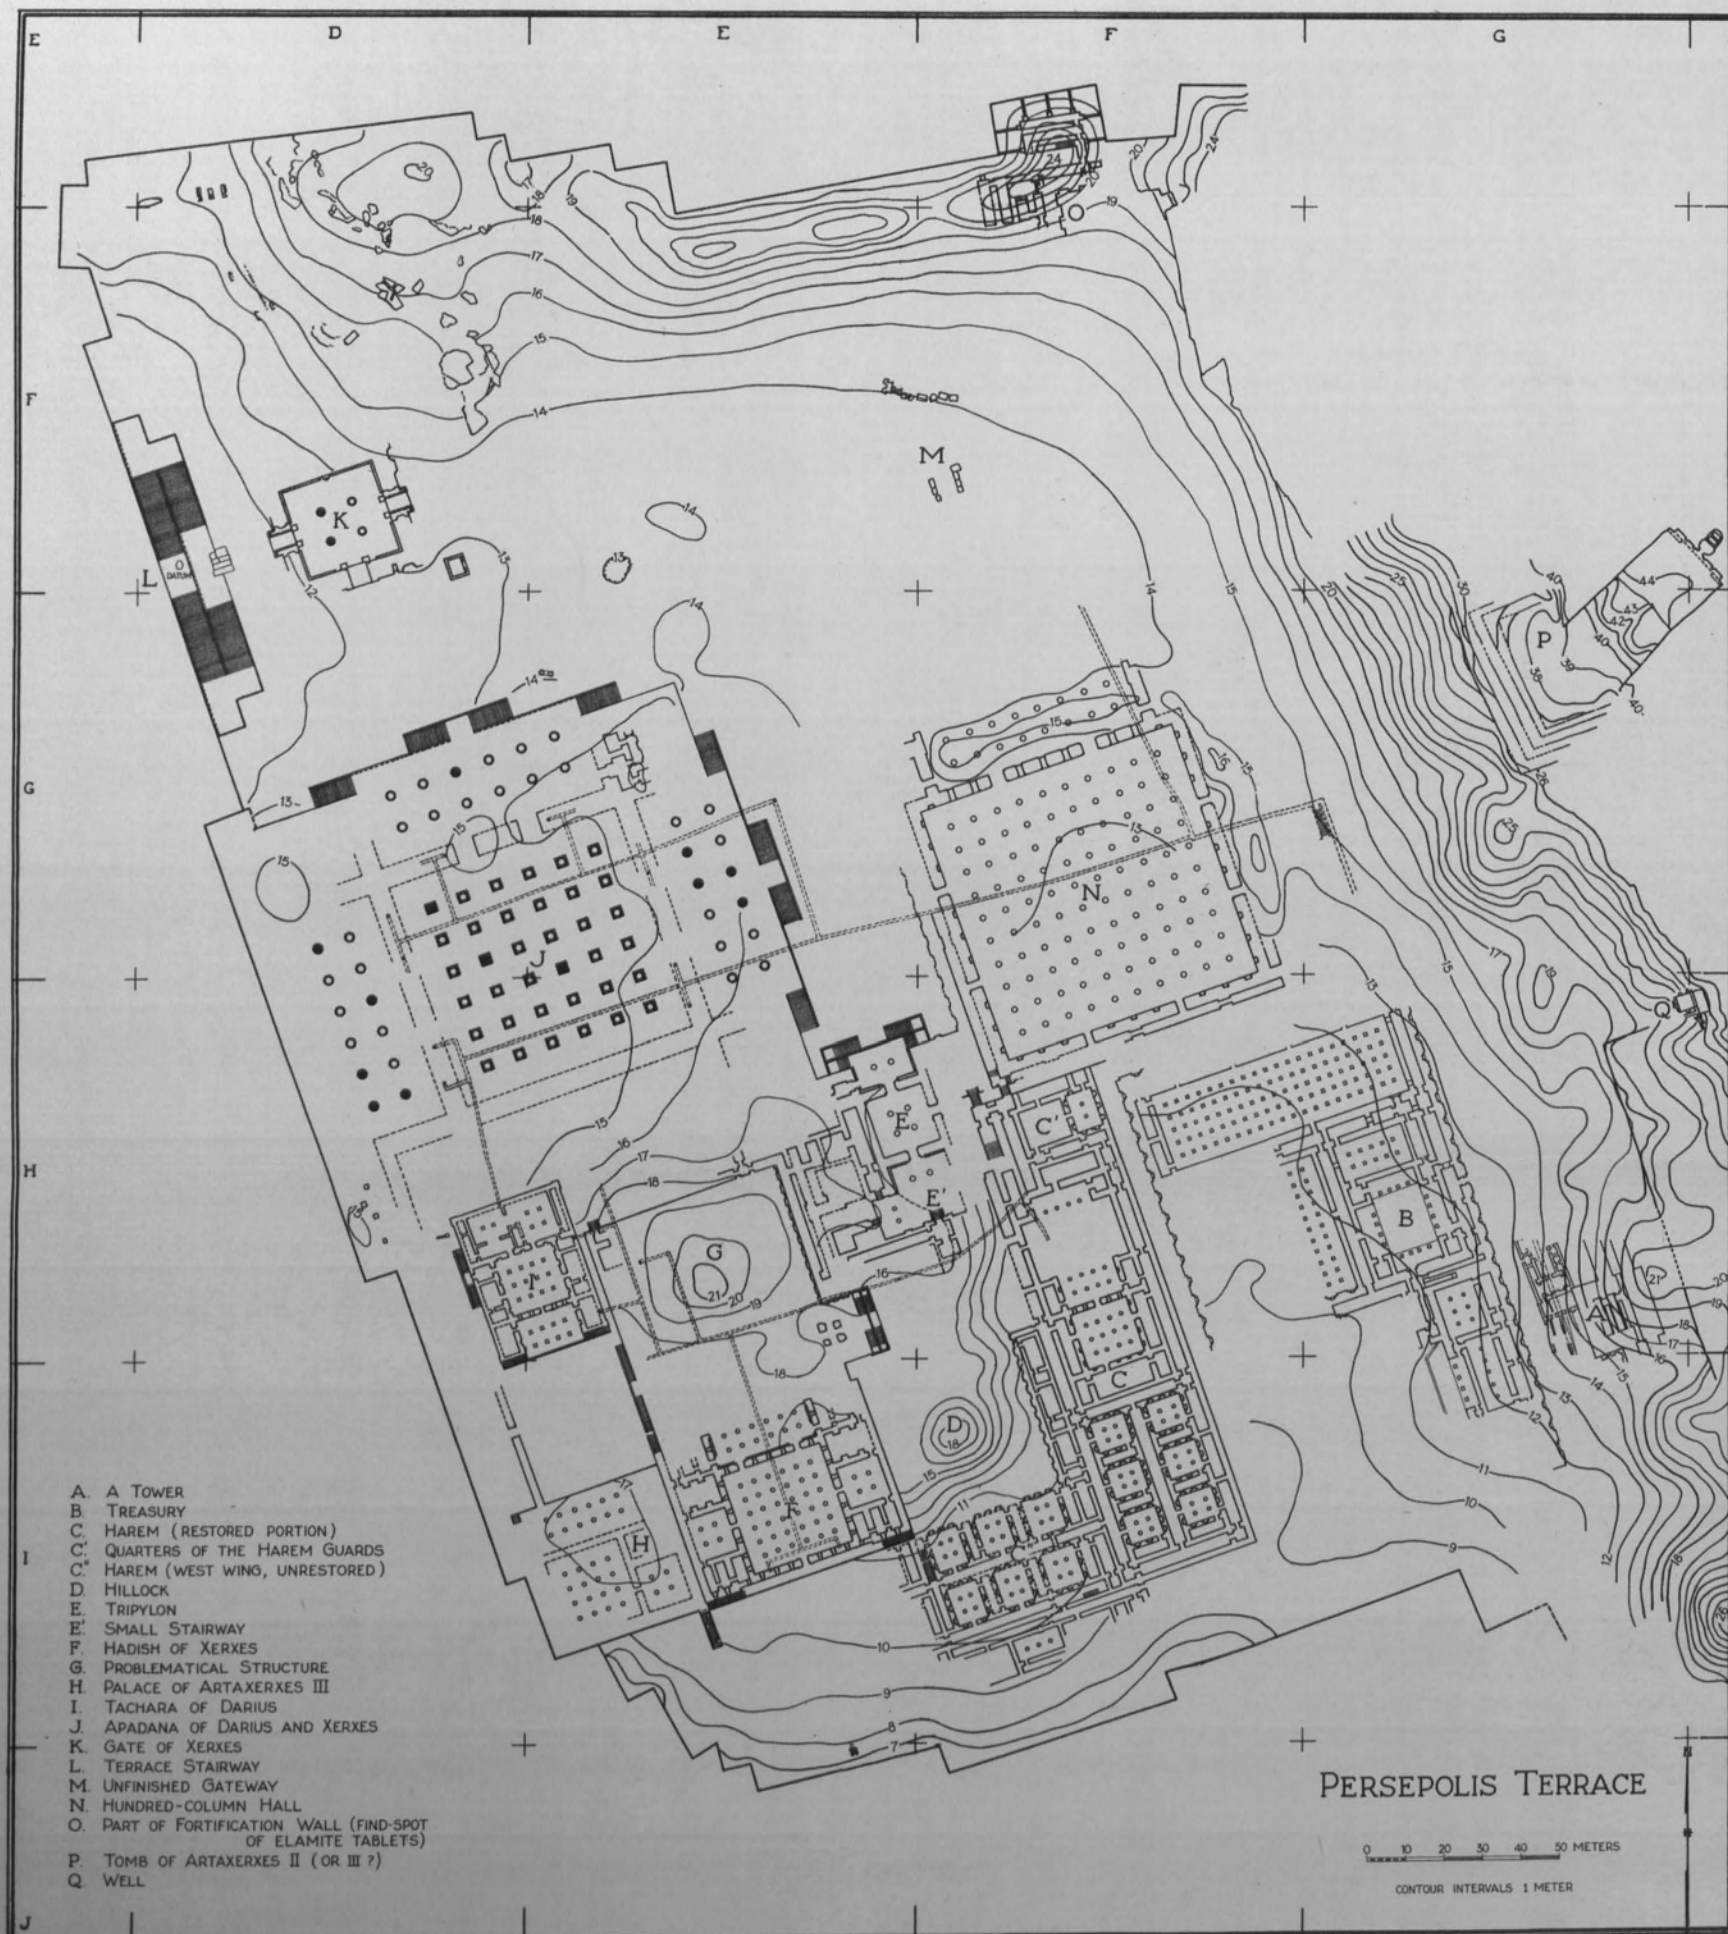 E D E F G
F
G
H
I
J
K
L
DATUM
M
N
O
P
Q
J
C'
E
E'
B
G
I
A
C
D
F
H
A. A TOWER
B. TREASURY
C. HAREM (RESTORED PORTION)
C'. QUARTERS OF THE HAREM GUARDS
C". HAREM (WEST WING, UNRESTORED)
D. HILLOCK
E. TRIPYLON
E'. SMALL STAIRWAY
F. HADISH OF XERXES
G. PROBLEMATICAL STRUCTURE
H. PALACE OF ARTAXERXES III
I. TACHARA OF DARIUS
J. APADANA OF DARIUS AND XERXES
K. GATE OF XERXES
L. TERRACE STAIRWAY
M. UNFINISHED GATEWAY
N. HUNDRED-COLUMN HALL
O. PART OF FORTIFICATION WALL (FIND-SPOT
OF ELAMITE TABLETS)
P. TOMB OF ARTAXERXES II (OR III ?)
Q. WELL
PERSEPOLIS TERRACE
0 10 20 30 40 50 METERS
CONTOUR INTERVALS 1 METER
N